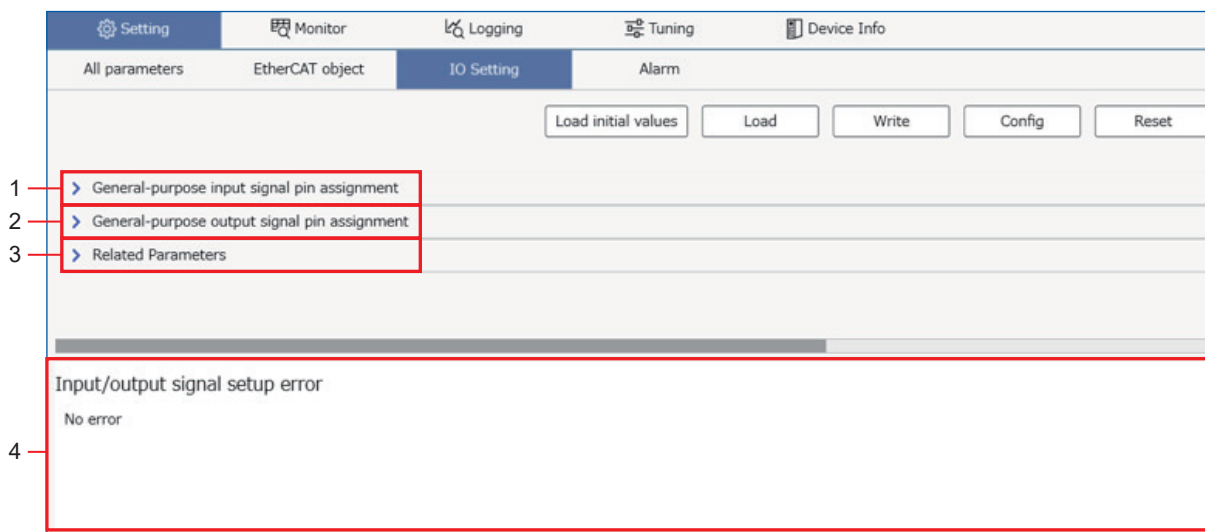 Setting Monitor Logging Tuning Device Info
All parameters EtherCAT object IO Setting Alarm
Load initial values Load Write Config Reset
1 General-purpose input signal pin assignment
2 General-purpose output signal pin assignment
3 Related Parameters
Input/output signal setup error
No error
4